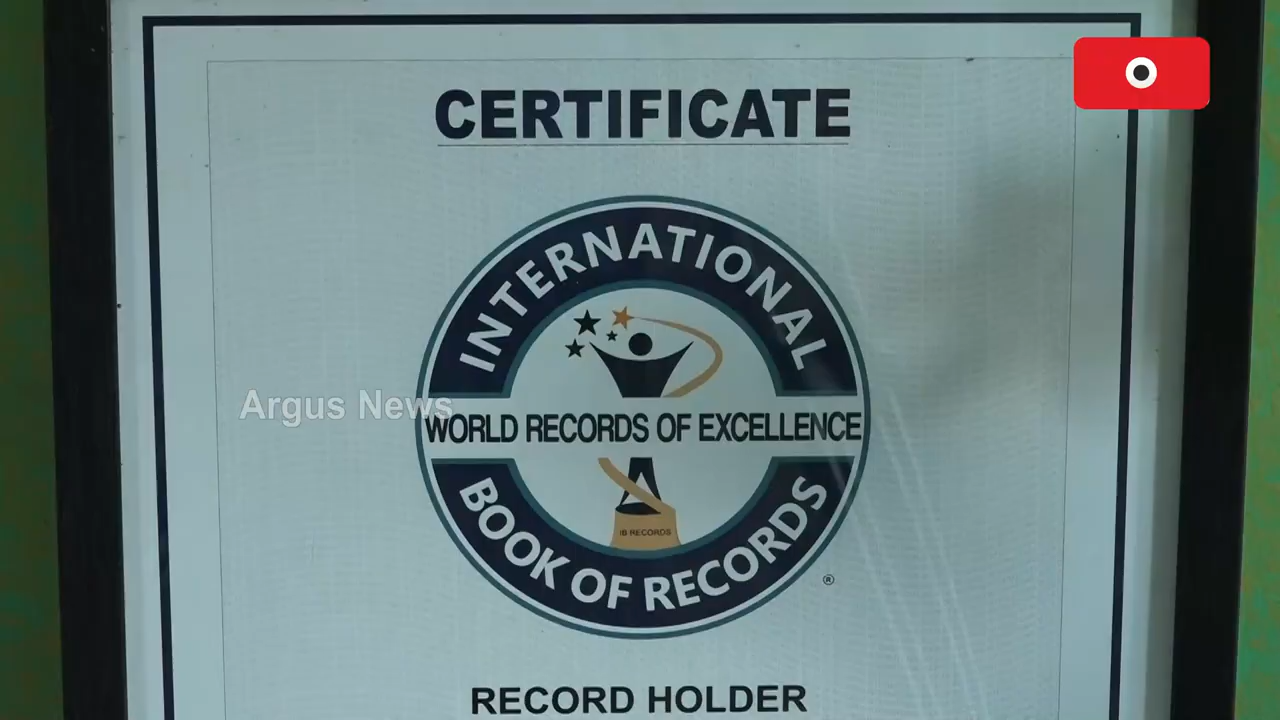 CERTIFICATE
INTERNATIONAL
Argus News
WORLD RECORDS OF EXCELLENCE
IB RECORDS
BOOK OF RECORDS
®
RECORD HOLDER